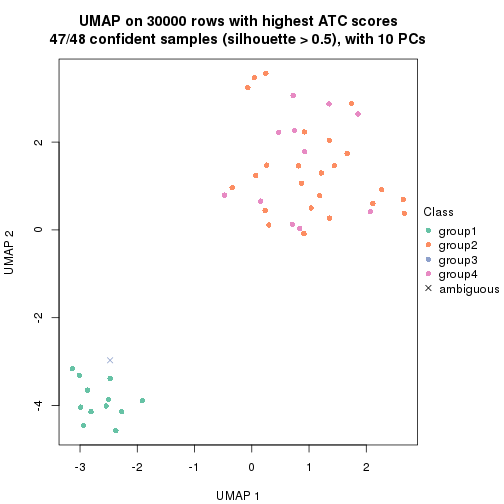 UMAP on 30000 rows with highest ATC scores
47/48 confident samples (silhouette > 0.5), with 10 PCs
2
0
-2
-4
UMAP 2
-3
-2
-1
0
1
2
UMAP 1
Class
group1
group2
group3
group4
ambiguous